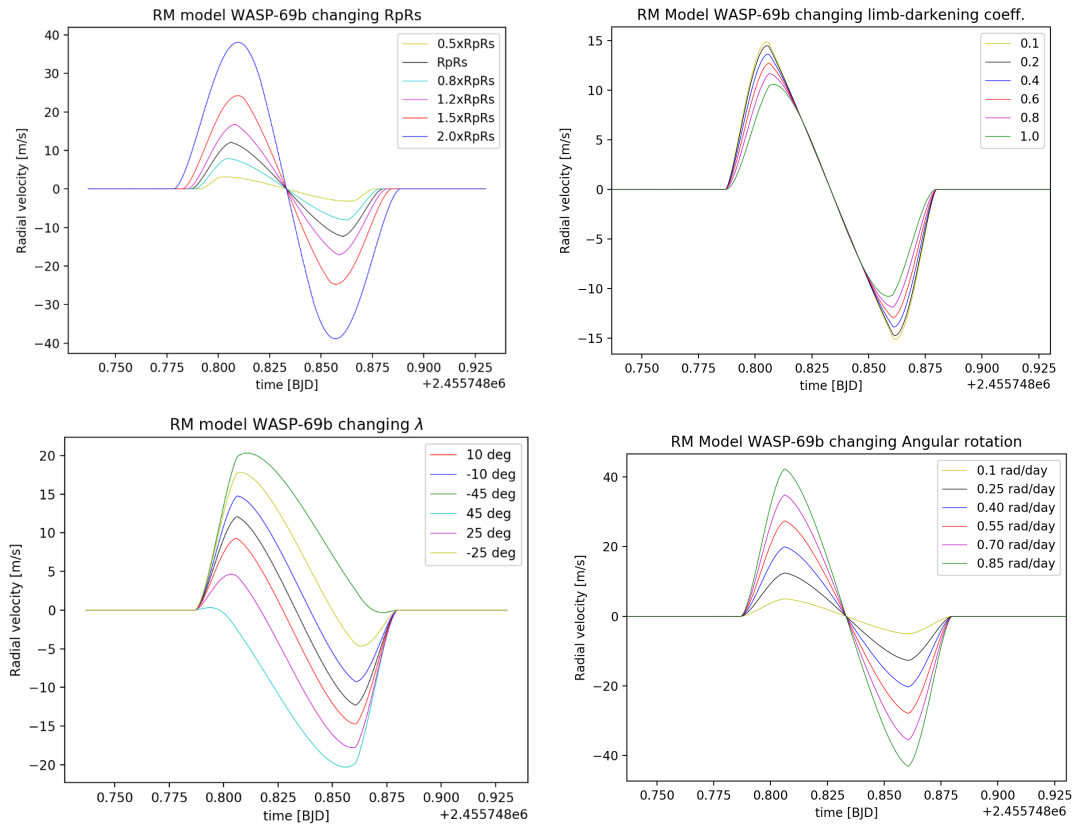 RM model WASP-69b changing RpRs
40
30
20
10
0
−10
−20
−30
−40
Radial velocity [m/s]
0.5xRpRs
RpRs
0.8xRpRs
1.2xRpRs
1.5xRpRs
2.0xRpRs
0.750 0.775 0.800 0.825 0.850 0.875 0.900 0.925
time [BJD]
+2.455748e6
RM Model WASP-69b changing limb-darkening coeff.
15
10
5
0
−5
−10
−15
Radial velocity [m/s]
0.1
0.2
0.4
0.6
0.8
1.0
0.750 0.775 0.800 0.825 0.850 0.875 0.900 0.925
time [BJD]
+2.455748e6
RM model WASP-69b changing λ
20
15
10
5
0
−5
−10
−15
−20
Radial velocity [m/s]
10 deg
-10 deg
-45 deg
45 deg
25 deg
-25 deg
0.750 0.775 0.800 0.825 0.850 0.875 0.900 0.925
time [BJD]
+2.455748e6
RM Model WASP-69b changing Angular rotation
40
20
0
−20
−40
Radial velocity [m/s]
0.1 rad/day
0.25 rad/day
0.40 rad/day
0.55 rad/day
0.70 rad/day
0.85 rad/day
0.750 0.775 0.800 0.825 0.850 0.875 0.900 0.925
time [BJD]
+2.455748e6